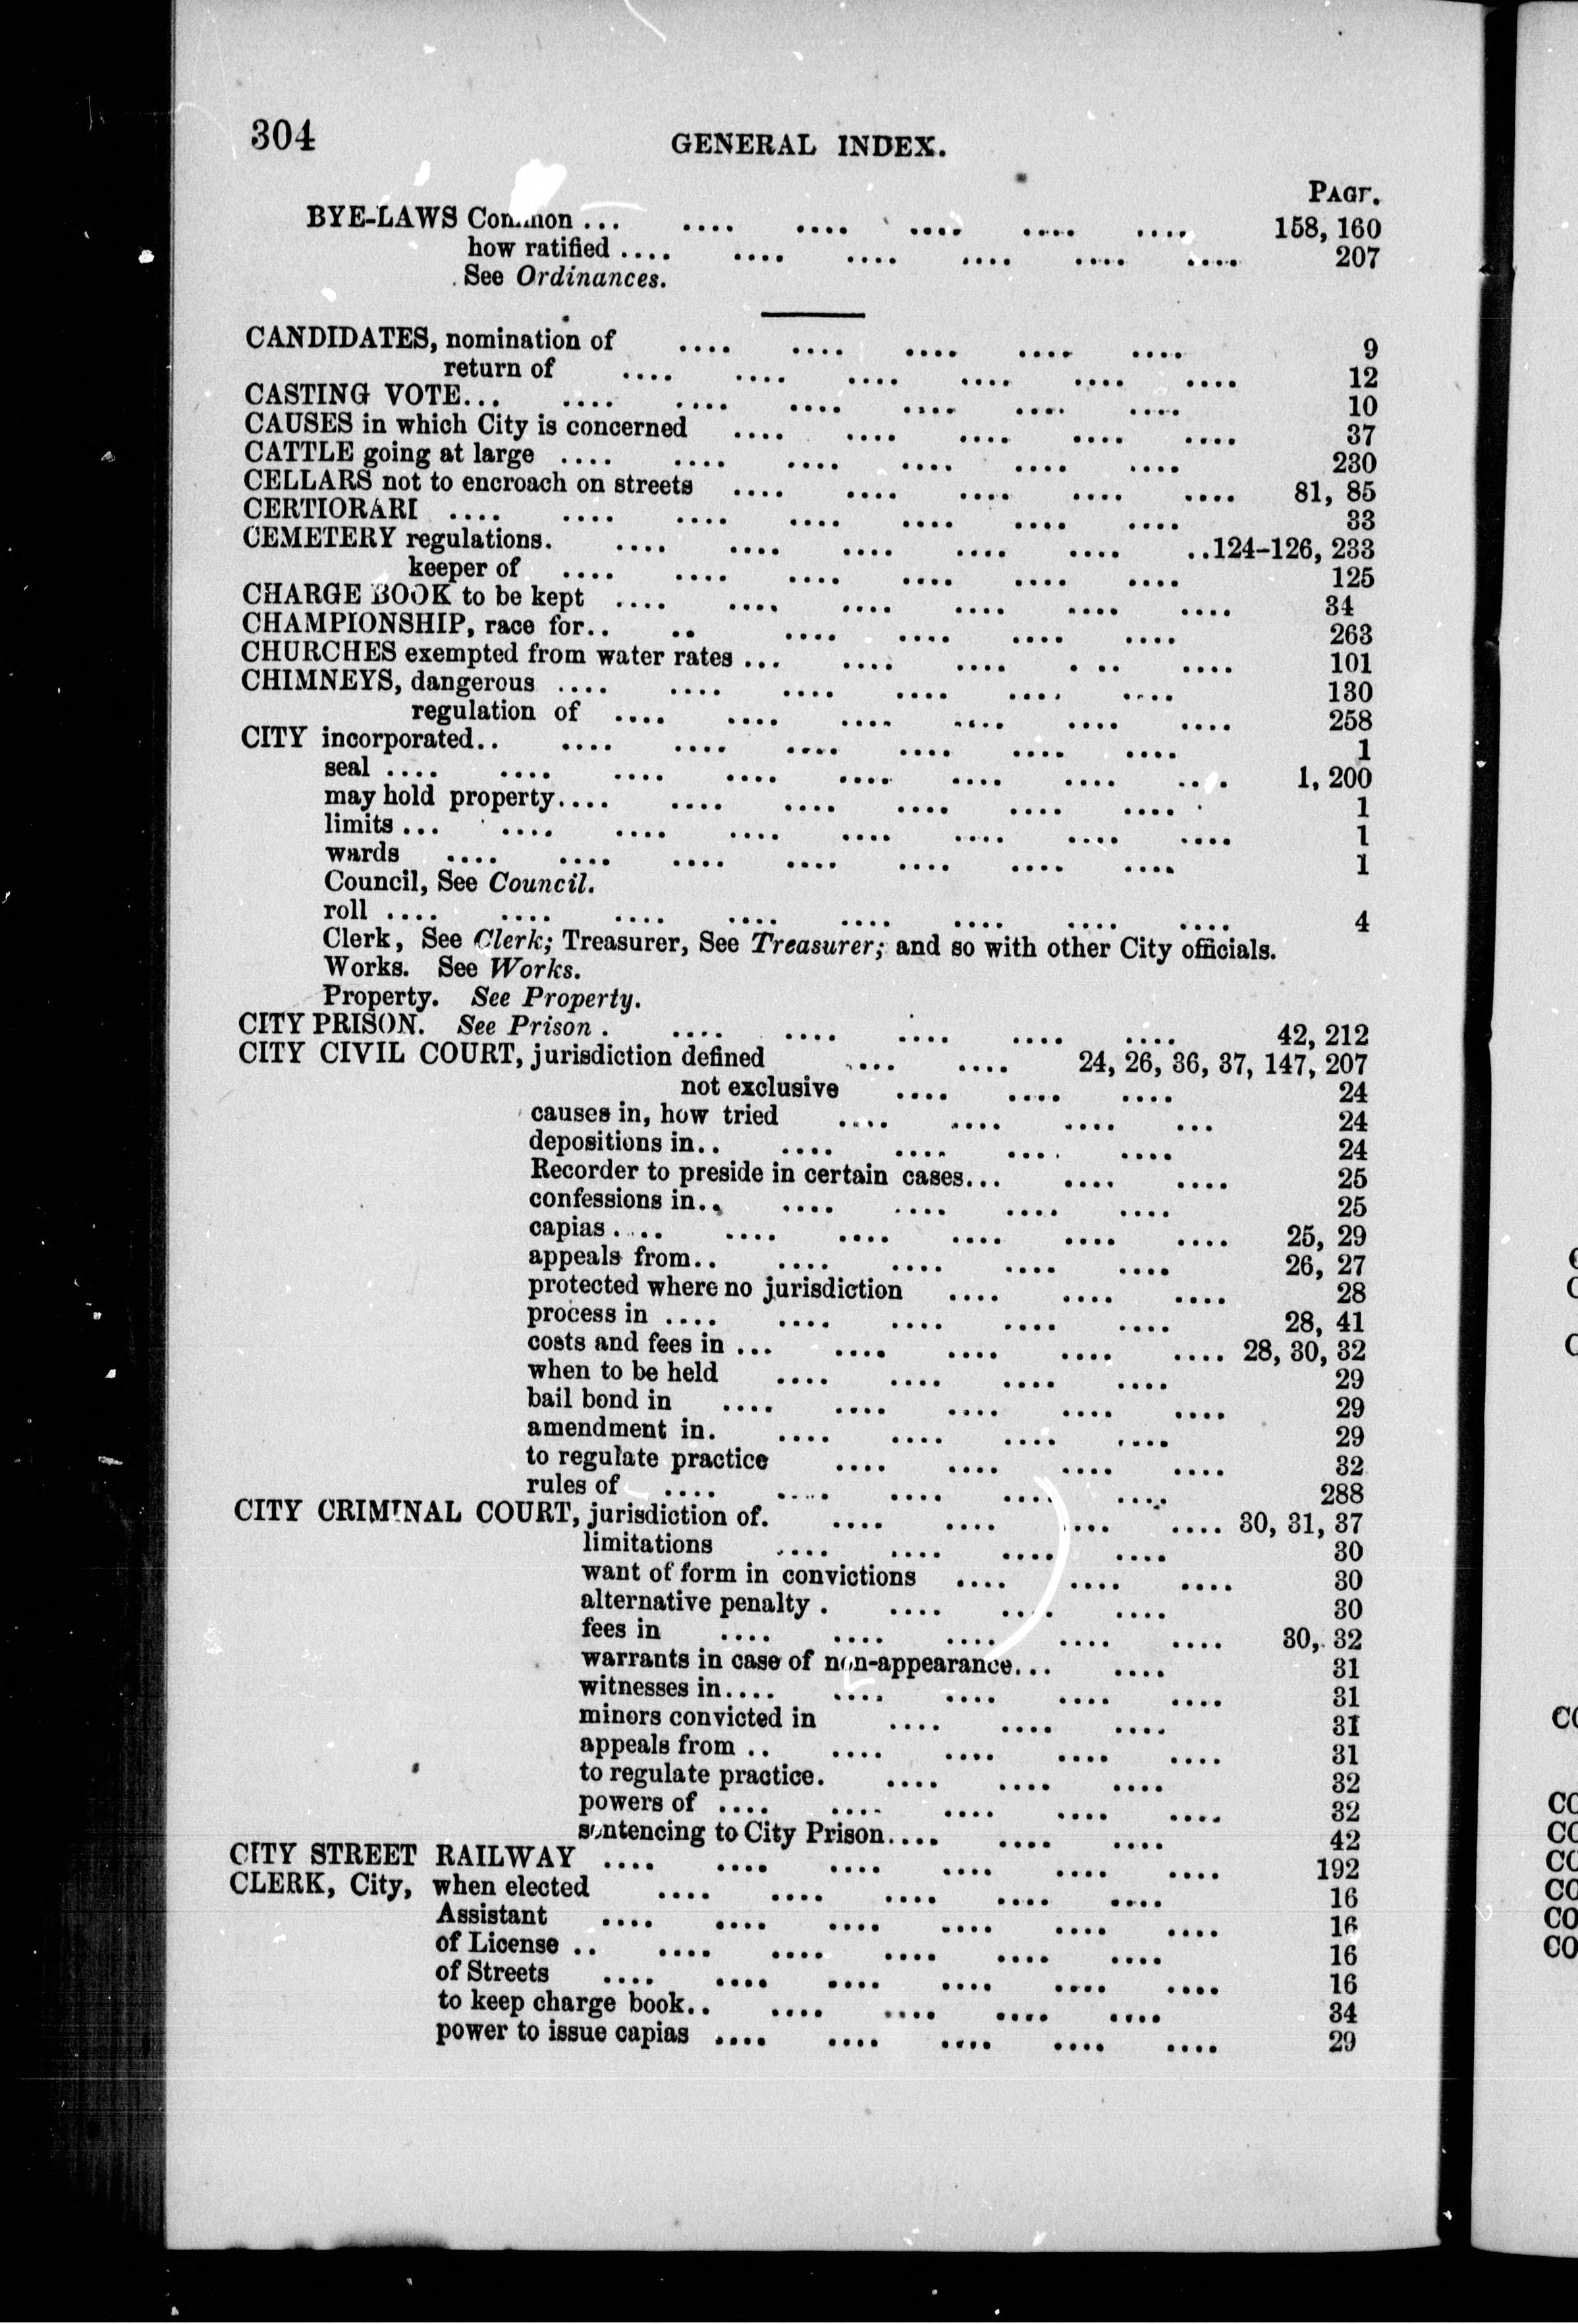 304
GENERAL INDEX.
PAGE.
BYE-LAWS Common ... .... .... .... .... .... 158, 160
how ratified .... .... .... .... .... .... 207
See Ordinances.
CANDIDATES, nomination of .... .... .... .... .... 9
return of .... .... .... .... .... .... 12
CASTING VOTE... .... .... .... .... .... .... 10
CAUSES in which City is concerned .... .... .... .... .... 37
CATTLE going at large .... .... .... .... .... .... 230
CELLARS not to encroach on streets .... .... .... .... .... 81, 85
CERTIORARI .... .... .... .... .... .... .... 33
CEMETERY regulations. .... .... .... .... .... ..124-126, 233
keeper of .... .... .... .... .... .... 125
CHARGE BOOK to be kept .... .... .... .... .... .... 34
CHAMPIONSHIP, race for.. .. .... .... .... .... 263
CHURCHES exempted from water rates ... .... .... . .. .... 101
CHIMNEYS, dangerous .... .... .... .... .... .... 130
regulation of .... .... .... .... .... .... 258
CITY incorporated.. .... .... .... .... .... .... 1
seal .... .... .... .... .... .... .... .... 1, 200
may hold property.... .... .... .... .... .... 1
limits ... .... .... .... .... .... .... .... 1
wards .... .... .... .... .... .... .... 1
Council, See Council.
roll .... .... .... .... .... .... .... .... 4
Clerk, See Clerk; Treasurer, See Treasurer; and so with other City officials.
Works. See Works.
Property. See Property.
CITY PRISON. See Prison . .... .... .... .... .... 42, 212
CITY CIVIL COURT, jurisdiction defined .... .... 24, 26, 36, 37, 147, 207
not exclusive .... .... .... 24
causes in, how tried .... .... .... ... 24
depositions in.. .... .... .... .... 24
Recorder to preside in certain cases... .... .... 25
confessions in.. .... .... .... .... 25
capias .... .... .... .... .... .... 25, 29
appeals from.. .... .... .... .... 26, 27
protected where no jurisdiction .... .... .... 28
process in .... .... .... .... .... 28, 41
costs and fees in ... .... .... .... .... 28, 30, 32
when to be held .... .... .... .... 29
bail bond in .... .... .... .... .... 29
amendment in. .... .... .... .... 29
to regulate practice .... .... .... .... 32
rules of .... .... .... .... .... 288
CITY CRIMINAL COURT, jurisdiction of. .... .... .... .... 30, 31, 37
limitations .... .... .... .... 30
want of form in convictions .... .... .... 30
alternative penalty . .... .... .... 30
fees in .... .... .... .... .... 30, 32
warrants in case of non-appearance... .... 31
witnesses in.... .... .... .... .... 31
minors convicted in .... .... .... 31
appeals from .. .... .... .... .... 31
to regulate practice. .... .... .... 32
powers of .... .... .... .... .... 32
sentencing to City Prison.... .... .... 42
CITY STREET RAILWAY .... .... .... .... .... .... 192
CLERK, City, when elected .... .... .... .... .... 16
Assistant .... .... .... .... .... .... 16
of License .. .... .... .... .... .... 16
of Streets .... .... .... .... .... .... 16
to keep charge book.. .... .... .... .... 34
power to issue capias .... .... .... .... .... 29